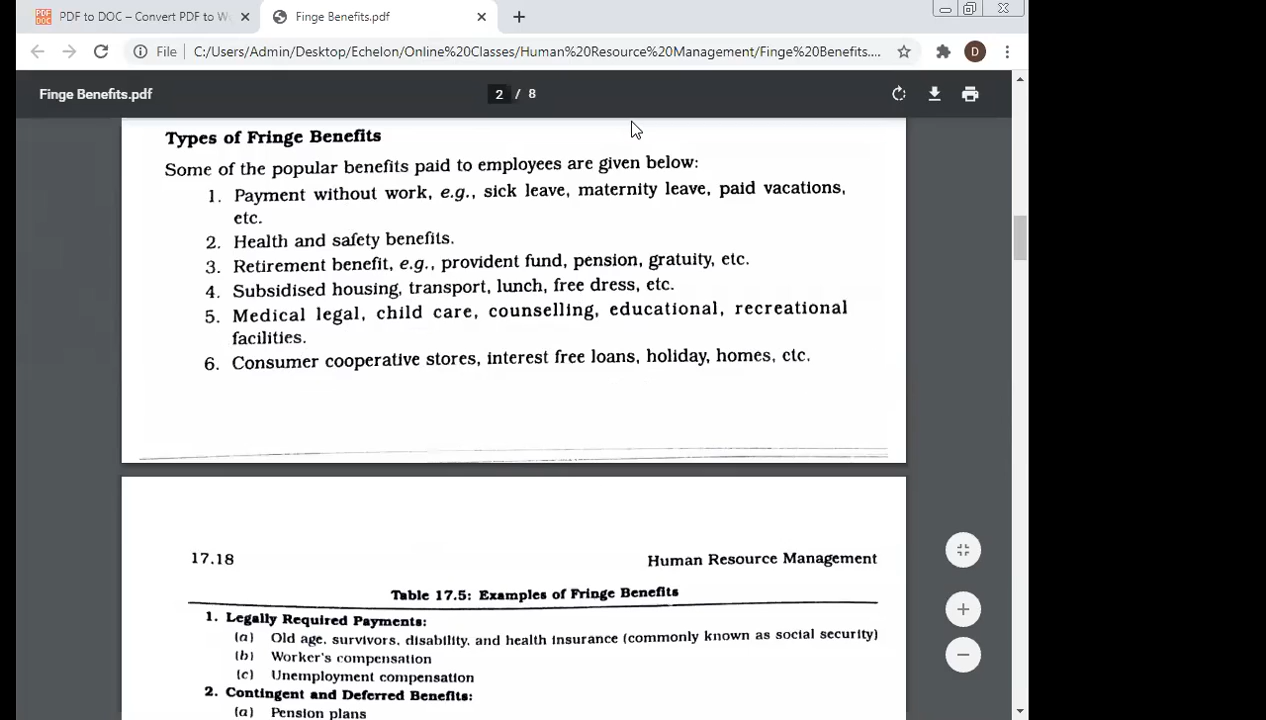 PDF to DOC – Convert PDF to W
Finge Benefits.pdf
File
C:/Users/Admin/Desktop/Echelon/Online%20Classes/Human%20Resource%20Management/Finge%20Benefits....
D
Finge Benefits.pdf
2 / 8
Types of Fringe Benefits
Some of the popular benefits paid to employees are given below:
1. Payment without work, e.g., sick leave, maternity leave, paid vacations,
etc.
2. Health and safety benefits.
3. Retirement benefit, e.g., provident fund, pension, gratuity, etc.
4. Subsidised housing, transport, lunch, free dress, etc.
5. Medical legal, child care, counselling, educational, recreational
facilities.
6. Consumer cooperative stores, interest free loans, holiday, homes, etc.
17.18
Human Resource Management
Table 17.5: Examples of Fringe Benefits
1. Legally Required Payments:
(a) Old age, survivors, disability, and health insurance (commonly known as social security)
(b) Worker's compensation
(c) Unemployment compensation
2. Contingent and Deferred Benefits:
(a) Pension plans